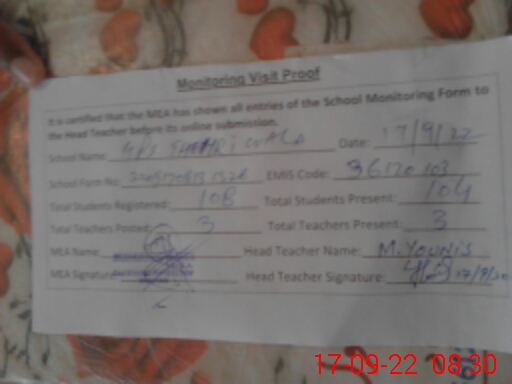 Monitoring Visit Proof
It is certified that the MEA has shown all entries of the School Monitoring Form to
the Head Teacher before its online submission.
School Name: GPS Date: 17/9/22
School Form No: EMIS Code: 36120103
Total Students Registered: 108 Total Students Present: 104
Total Teachers Posted: 3 Total Teachers Present: 3
MEA Name: Head Teacher Name: M. YOUNIS
MEA Signature: Head Teacher Signature:
17-09-22 08:30